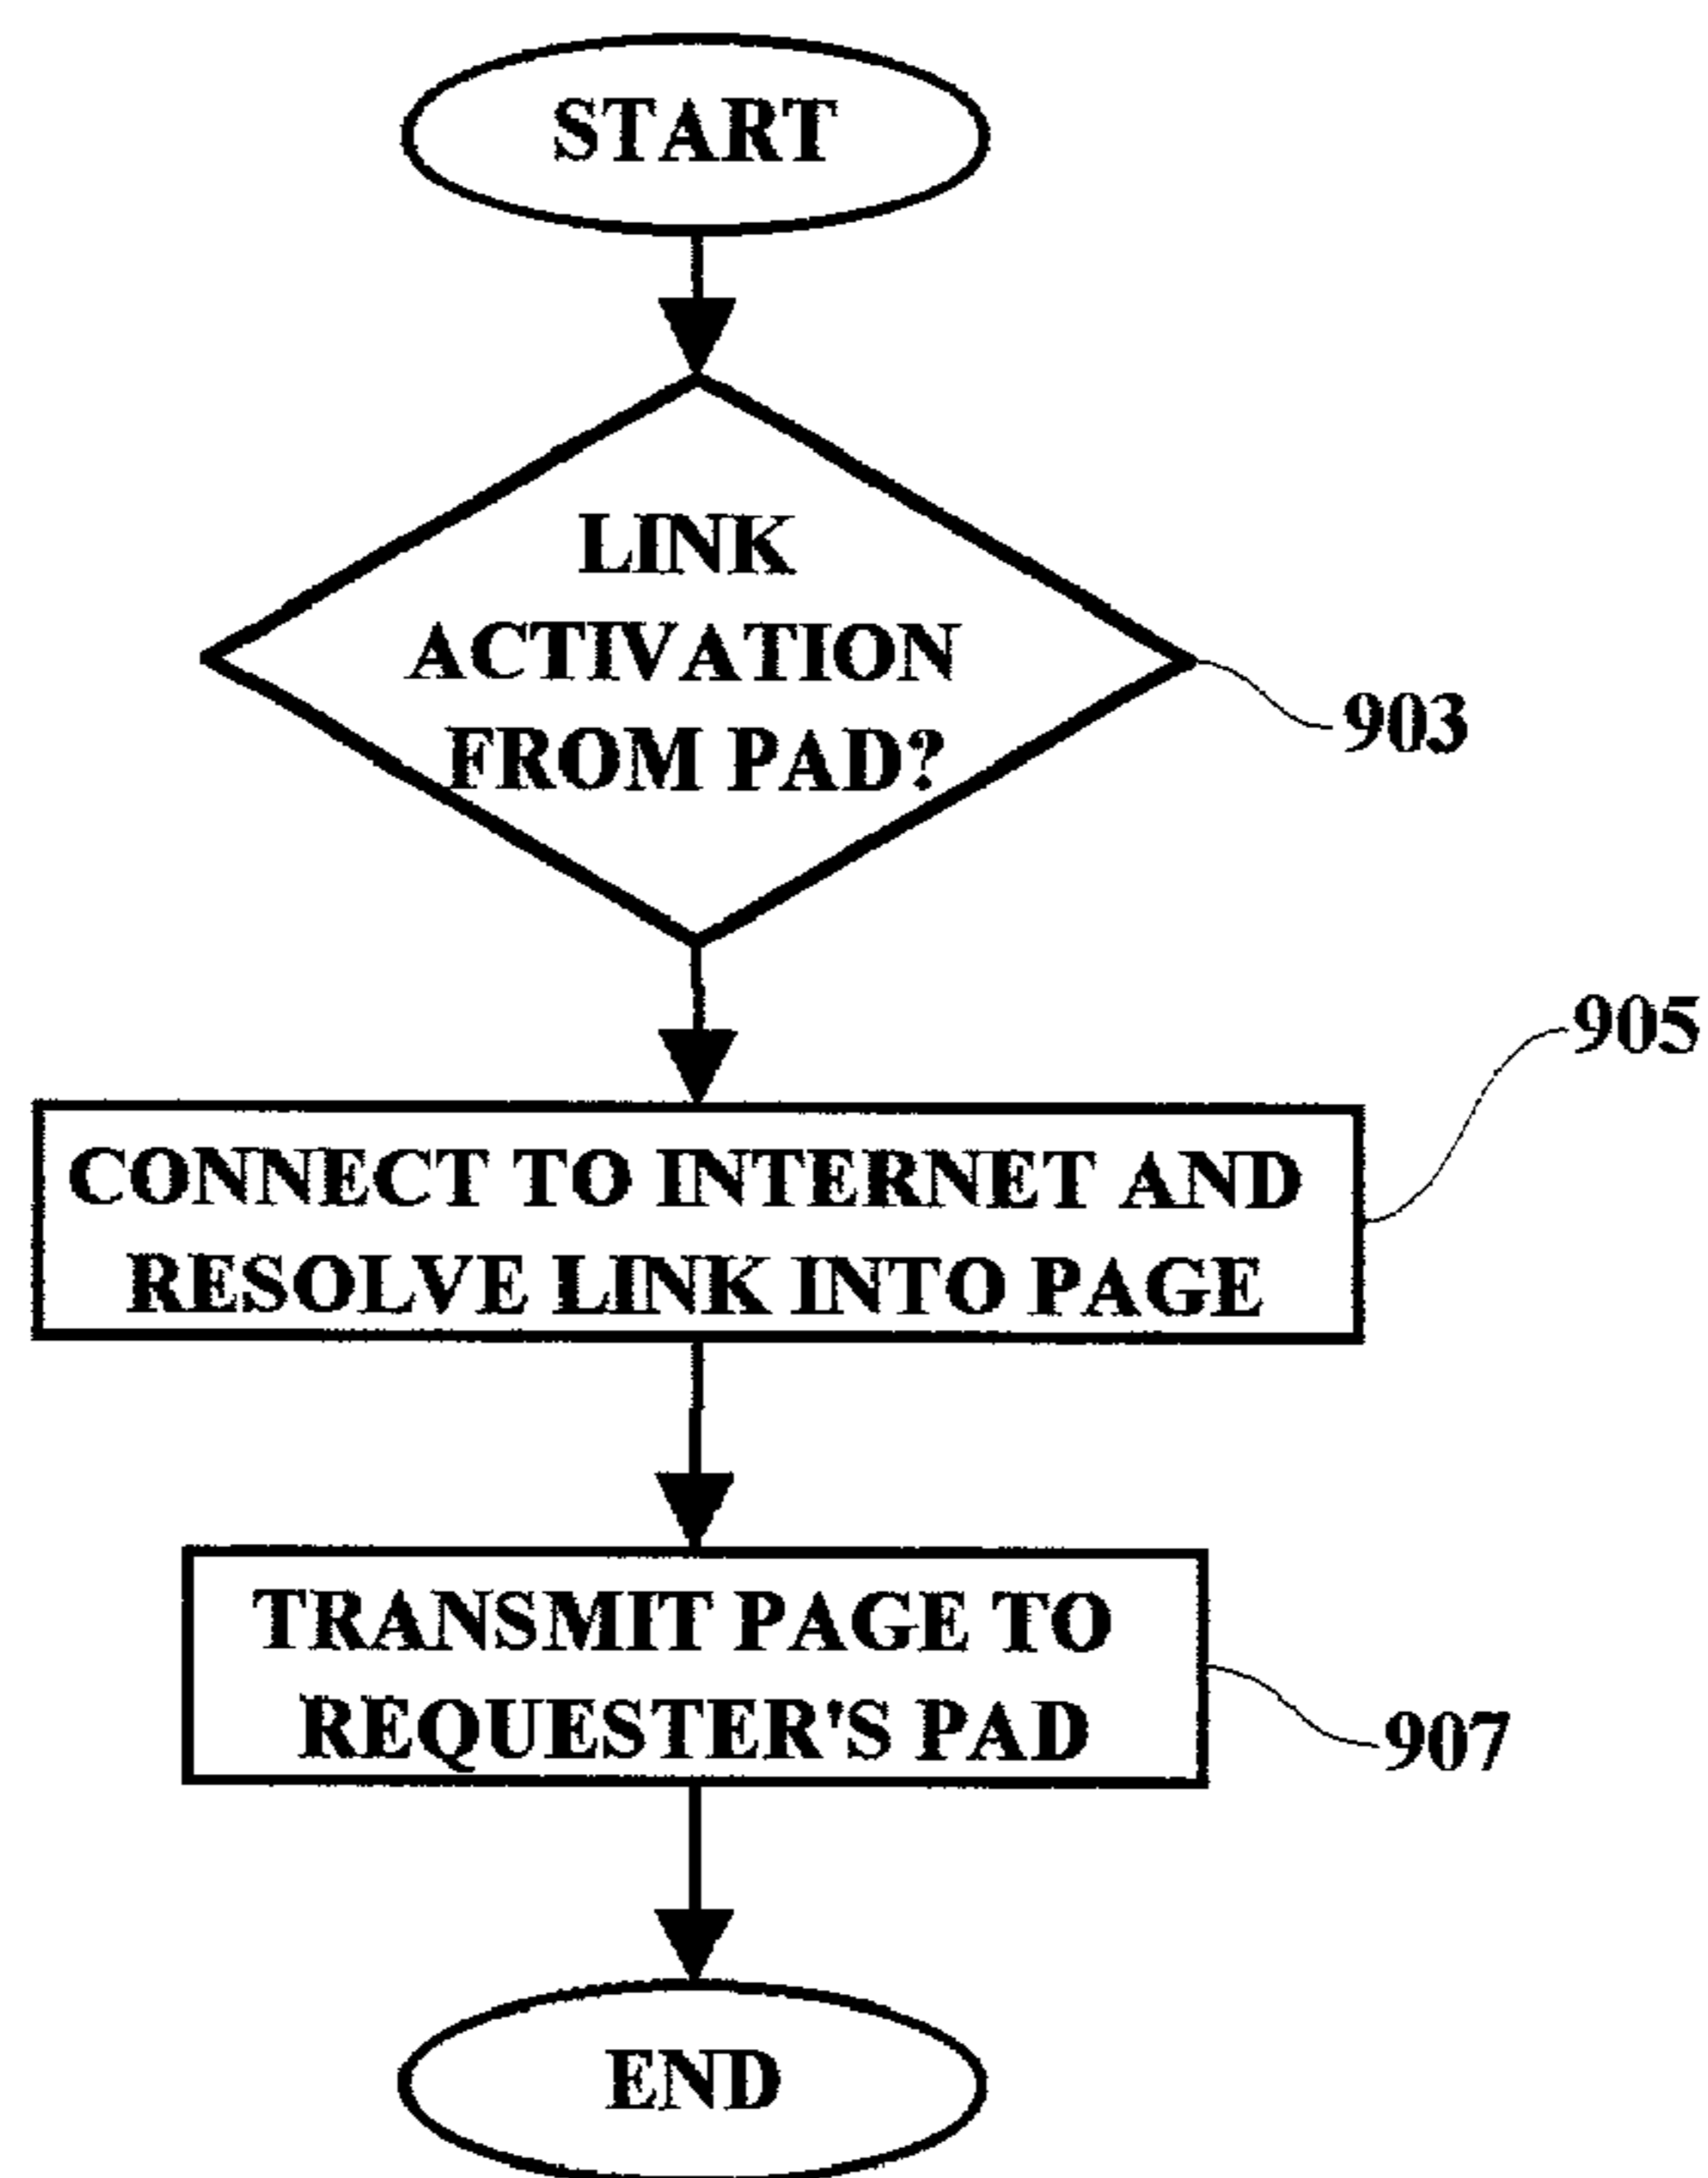 START
LINK
ACTIVATION
FROM PAD?
903
905
CONNECT TO INTERNET AND
RESOLVE LINK INTO PAGE
TRANSMIT PAGE TO
REQUESTER'S PAD
907
END